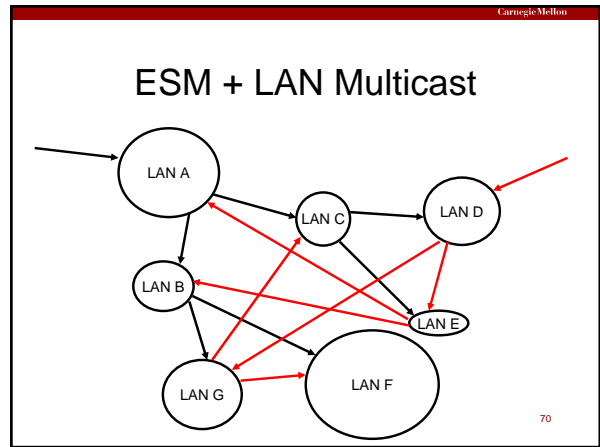 Carnegie Mellon
ESM + LAN Multicast
LAN A
LAN C
LAN D
LAN B
LAN E
LAN G
LAN F
70